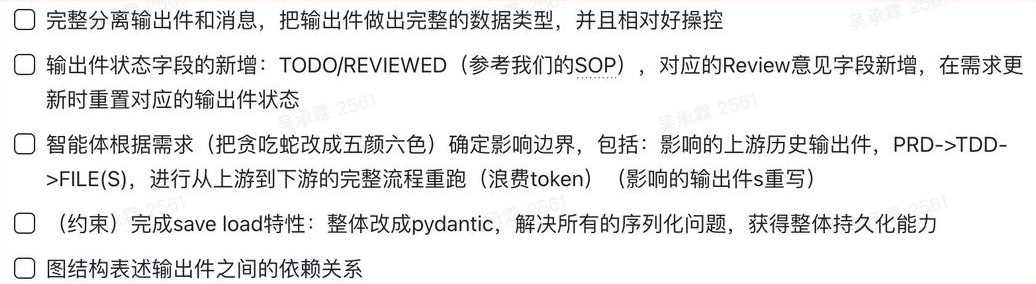 完整分离输出件和消息，把输出件做出完整的数据类型，并且相对好操控
输出件状态字段的新增：TODO/REVIEWED（参考我们的SOP），对应的Review意见字段新增，在需求更
新时重置对应的输出件状态
智能体根据需求（把贪吃蛇改成五颜六色）确定影响边界，包括：影响的上游历史输出件，PRD->TDD-
>FILE(S)，进行从上游到下游的完整流程重跑（浪费token）（影响的输出件s重写）
（约束）完成save load特性：整体改成pydantic，解决所有的序列化问题，获得整体持久化能力
图结构表述输出件之间的依赖关系
吴承霖 2561
吴承霖 2561
吴承霖 2561